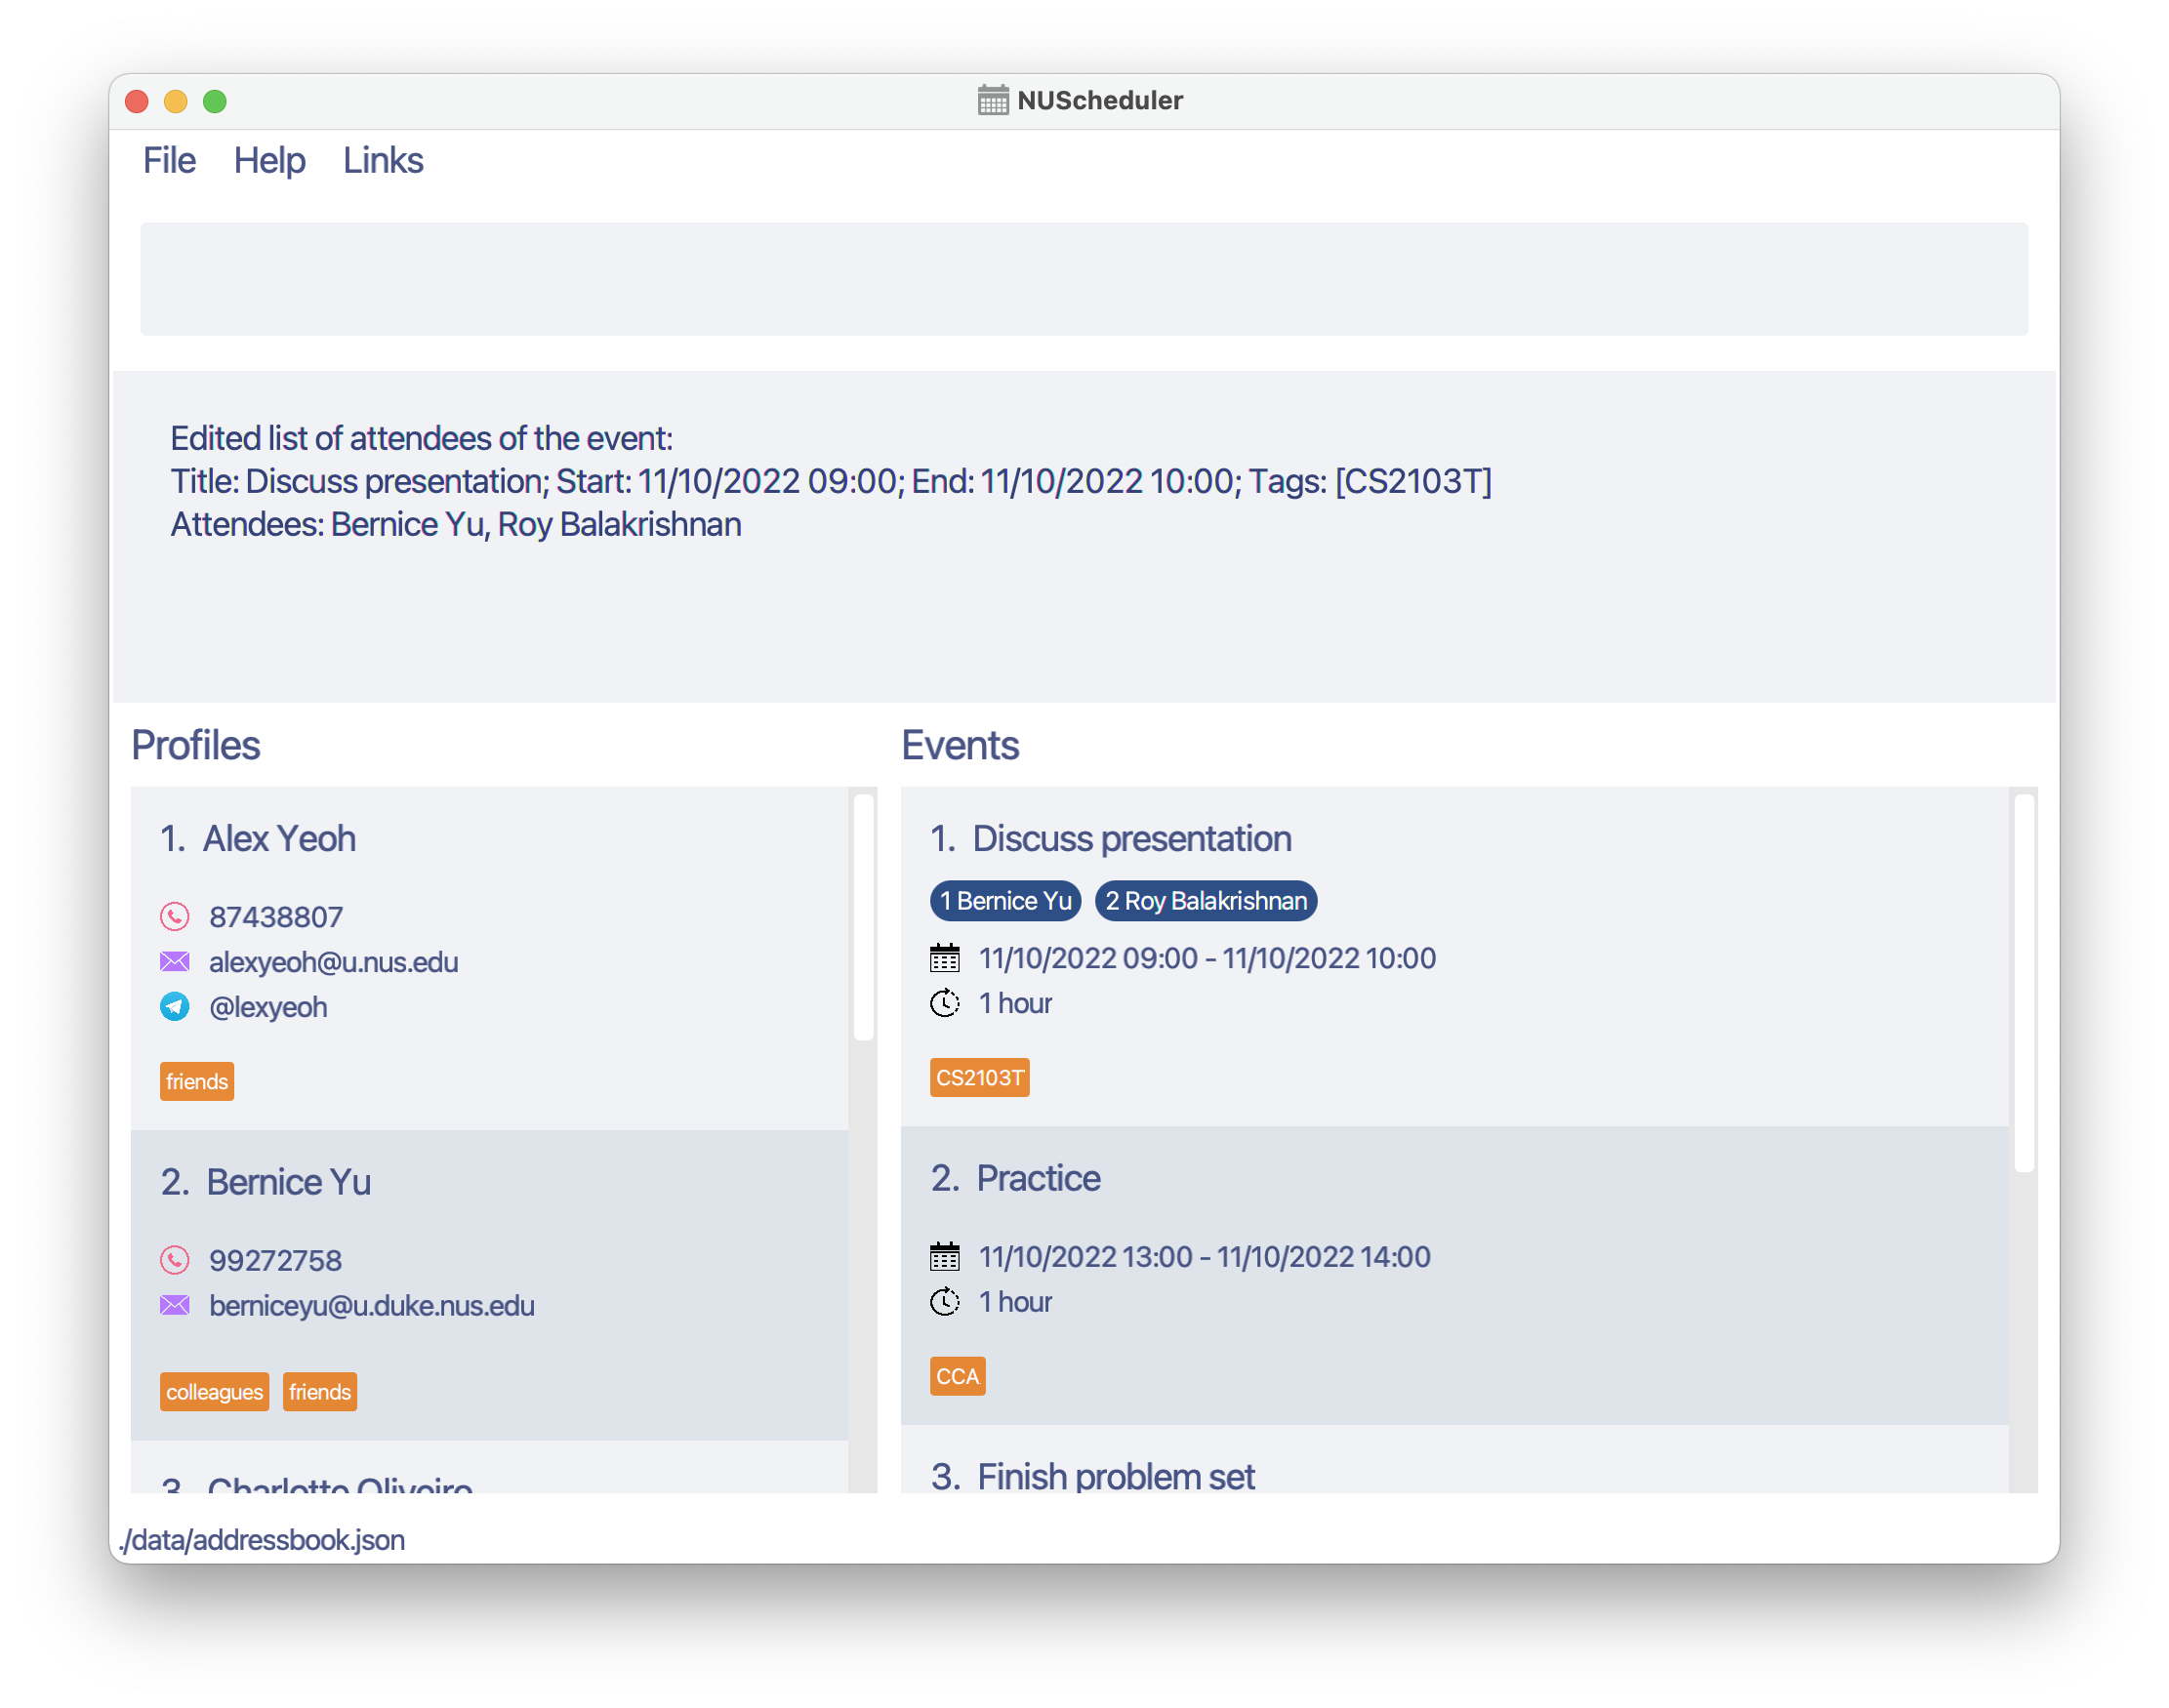 NUScheduler
File Help Links
Edited list of attendees of the event:
Title: Discuss presentation; Start: 11/10/2022 09:00; End: 11/10/2022 10:00; Tags: [CS2103T]
Attendees: Bernice Yu, Roy Balakrishnan
Profiles
1. Alex Yeoh
87438807
alexyeoh@u.nus.edu
@lexyeoh
friends
2. Bernice Yu
99272758
berniceyu@u.duke.nus.edu
colleagues friends
3. Charlotte Oliveiro
Events
1. Discuss presentation
1 Bernice Yu 2 Roy Balakrishnan
11/10/2022 09:00 - 11/10/2022 10:00
1 hour
CS2103T
2. Practice
11/10/2022 13:00 - 11/10/2022 14:00
1 hour
CCA
3. Finish problem set
./data/addressbook.json